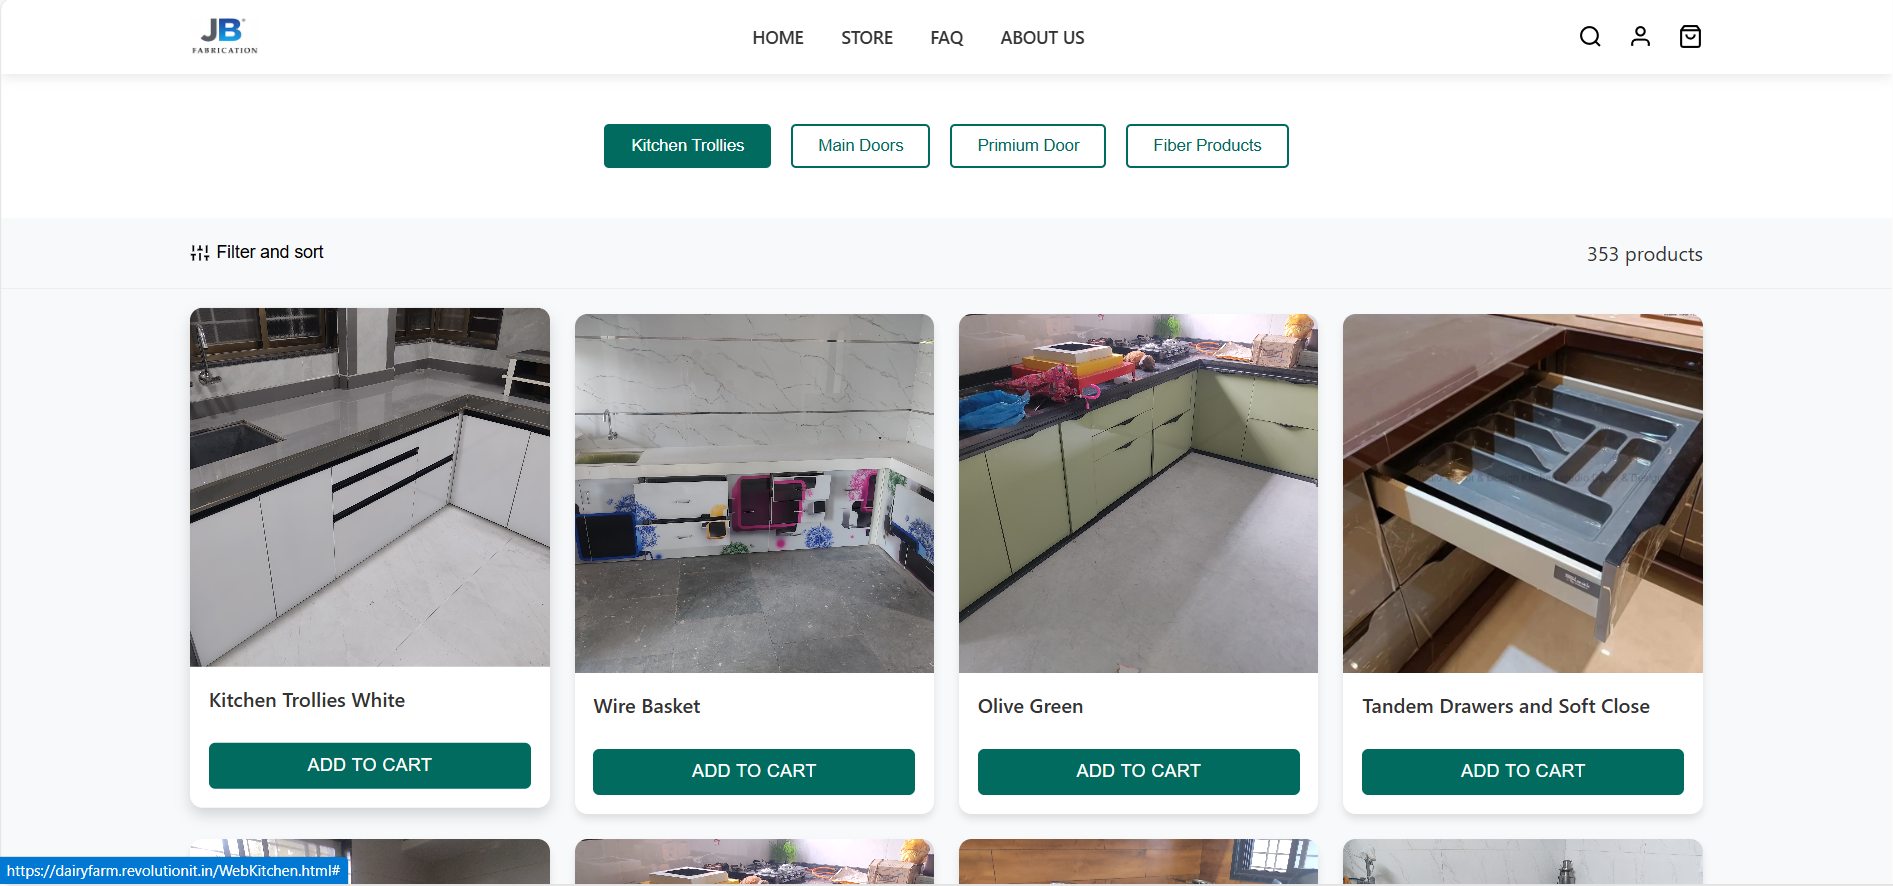 JB
FABRICATION
HOME STORE FAQ ABOUT US
Kitchen Trollies Main Doors Primium Door Fiber Products
Filter and sort
353 products
Kitchen Trollies White
Wire Basket
Olive Green
Tandem Drawers and Soft Close
ADD TO CART
ADD TO CART
ADD TO CART
ADD TO CART
https://dairyfarm.revolutionit.in/WebKitchen.html#